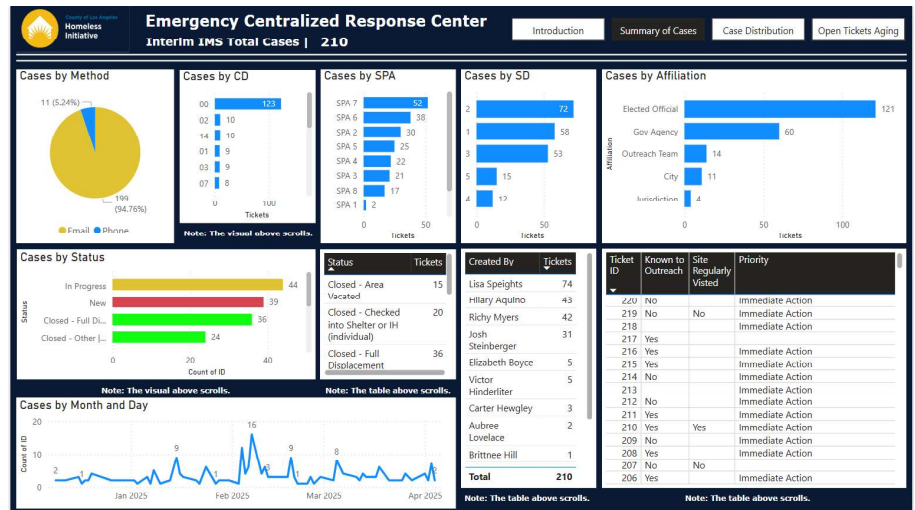 County of Los Angeles
Homeless
Initiative
Emergency Centralized Response Center
Interim IMS Total Cases | 210
Introduction
Summary of Cases
Case Distribution
Open Tickets Aging
Cases by Method
11 (5.24%)
199
(94.76%)
Email Phone
Cases by CD
00 123
02 10
14 10
01 9
03 9
07 8
0 100
Tickets
Note: The visual above scrolls.
Cases by SPA
SPA 7 52
SPA 6 38
SPA 2 30
SPA 5 25
SPA 4 22
SPA 3 21
SPA 8 17
SPA 1 2
0 50
Tickets
Cases by SD
2 72
1 58
3 53
5 15
4 12
0 50
Tickets
Cases by Affiliation
Affiliation
Elected Official 121
Gov Agency 60
Outreach Team 14
City 11
Jurisdiction 4
0 50 100
Tickets
Cases by Status
Status
In Progress 44
New 39
Closed - Full Di... 36
Closed - Other |... 24
0 20 40
Count of ID
Note: The visual above scrolls.
Status Tickets
Closed - Area 15
Vacated
Closed - Checked 20
into Shelter or IH
(individual)
Closed - Full 36
Displacement
Note: The table above scrolls.
Cases by Month and Day
Count of ID
20
10
0
2 1 9 1 16 3 9 1 8
Jan 2025 Feb 2025 Mar 2025 Apr 2025
Created By Tickets
Lisa Speights 74
Hilary Aquino 43
Richy Myers 42
Josh 31
Steinberger
Elizabeth Boyce 5
Victor 5
Hinderliter
Carter Hewgley 3
Aubree 2
Lovelace
Brittnee Hill 1
Total 210
Note: The table above scrolls.
Ticket Known to Site Priority
ID Outreach Regularly
Visted
220 No Immediate Action
219 No No Immediate Action
218 Immediate Action
217 Yes
216 Yes Immediate Action
215 Yes Immediate Action
214 No Immediate Action
213 Immediate Action
212 No Immediate Action
211 Yes Immediate Action
210 Yes Yes Immediate Action
209 No Immediate Action
208 Yes Immediate Action
207 No No
206 Yes Immediate Action
Note: The table above scrolls.